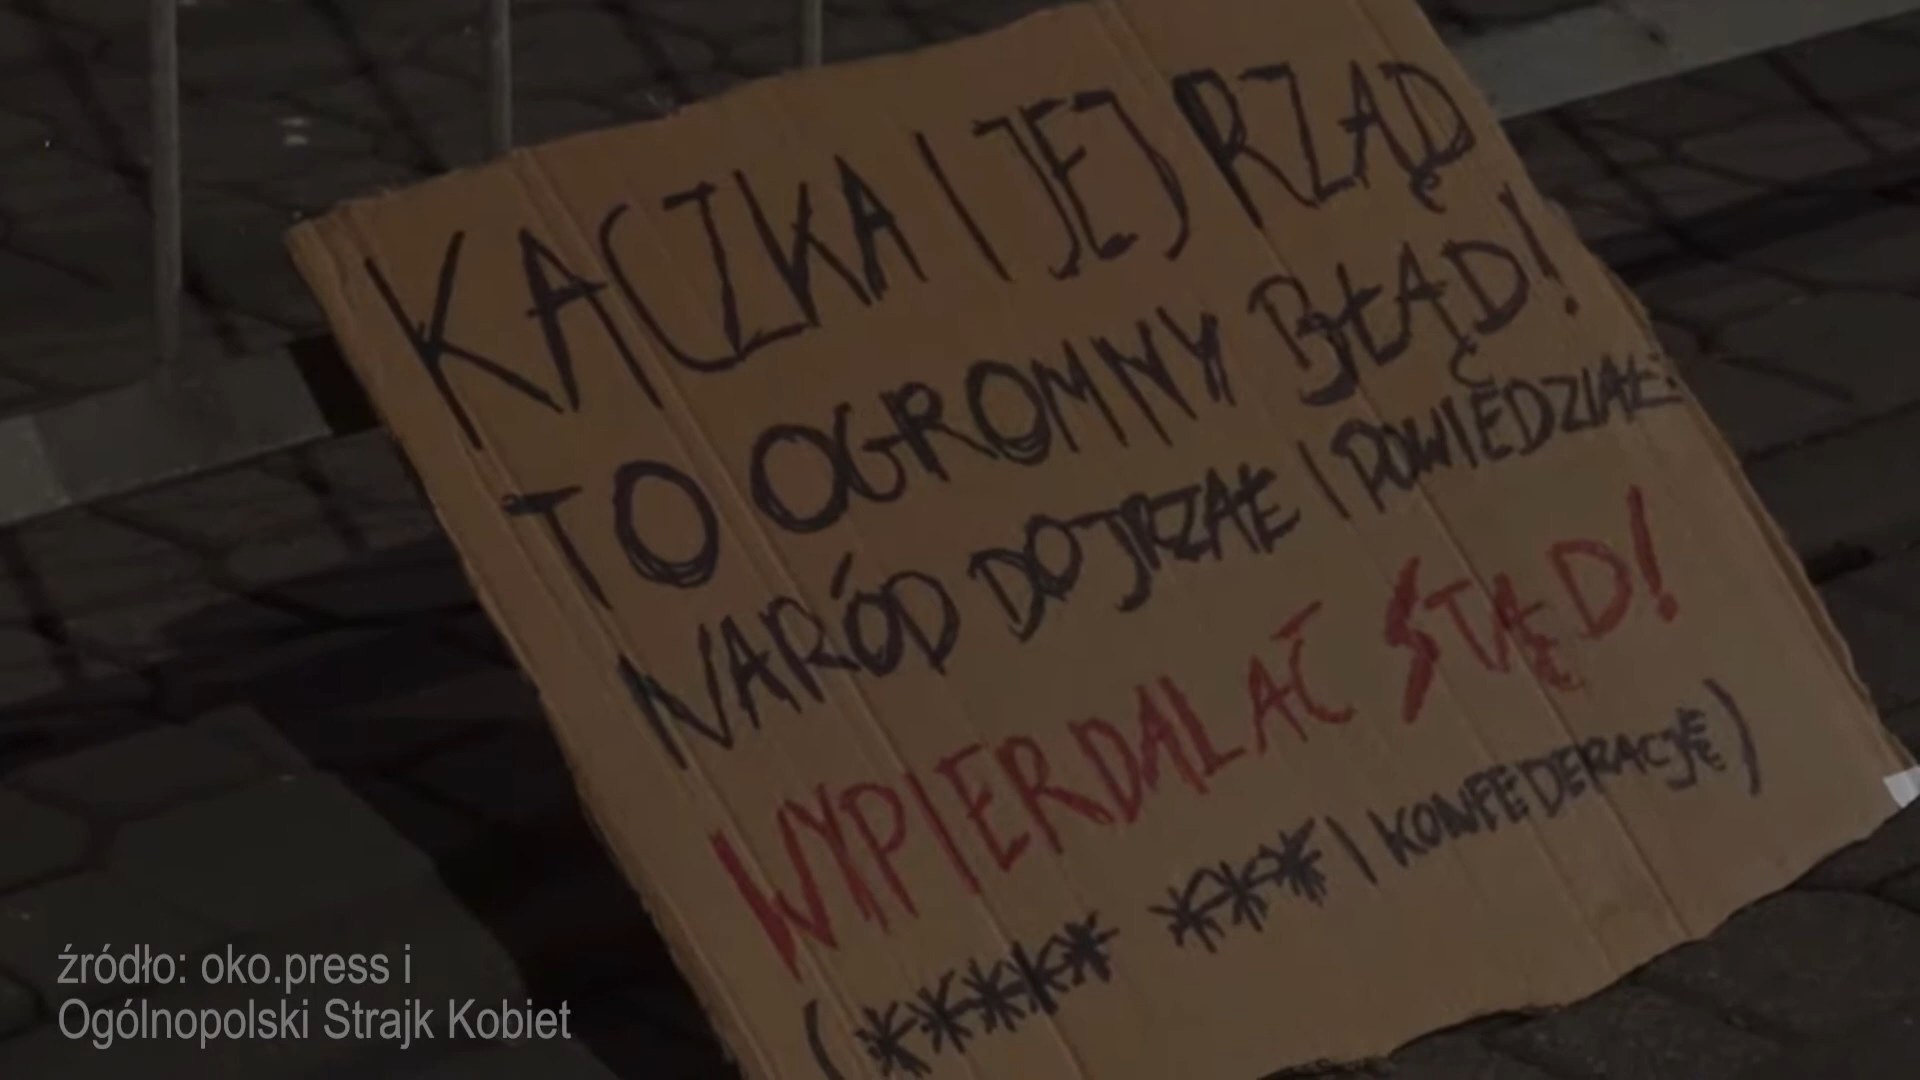 KACZKA I JEJ RZĄD
TO OGROMNY BŁĄD!
NARÓD DOJRZAŁ I POWIEDZIAŁ:
WYPIERDALAĆ STĄD!
(***** *** I KONFEDERACJĘ)
źródło: oko.press i
Ogólnopolski Strajk Kobiet